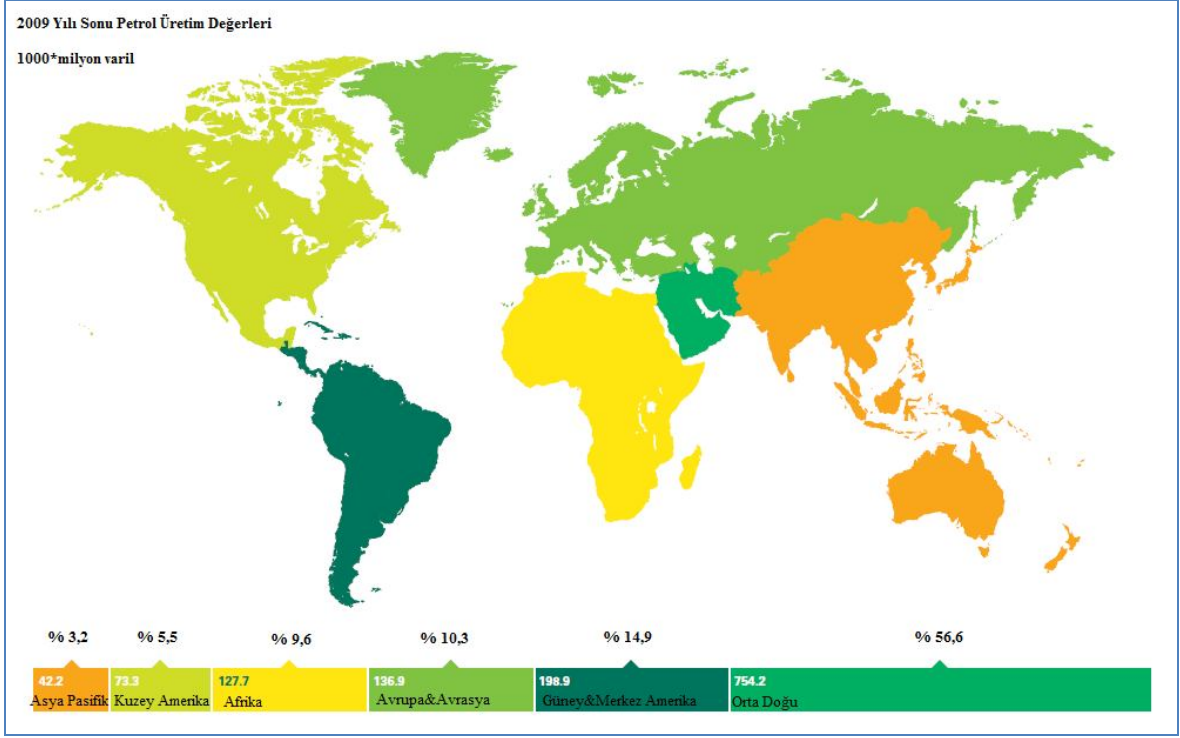 2009 Yılı Sonu Petrol Üretim Değerleri
1000*milyon varil
% 3,2 % 5,5 % 9,6 % 10,3 % 14,9 % 56,6
42.2 73.3 127.7 136.9 198.9 754.2
Asya Pasifik Kuzey Amerika Afrika Avrupa&Avrasya Güney&Merkez Amerika Orta Doğu